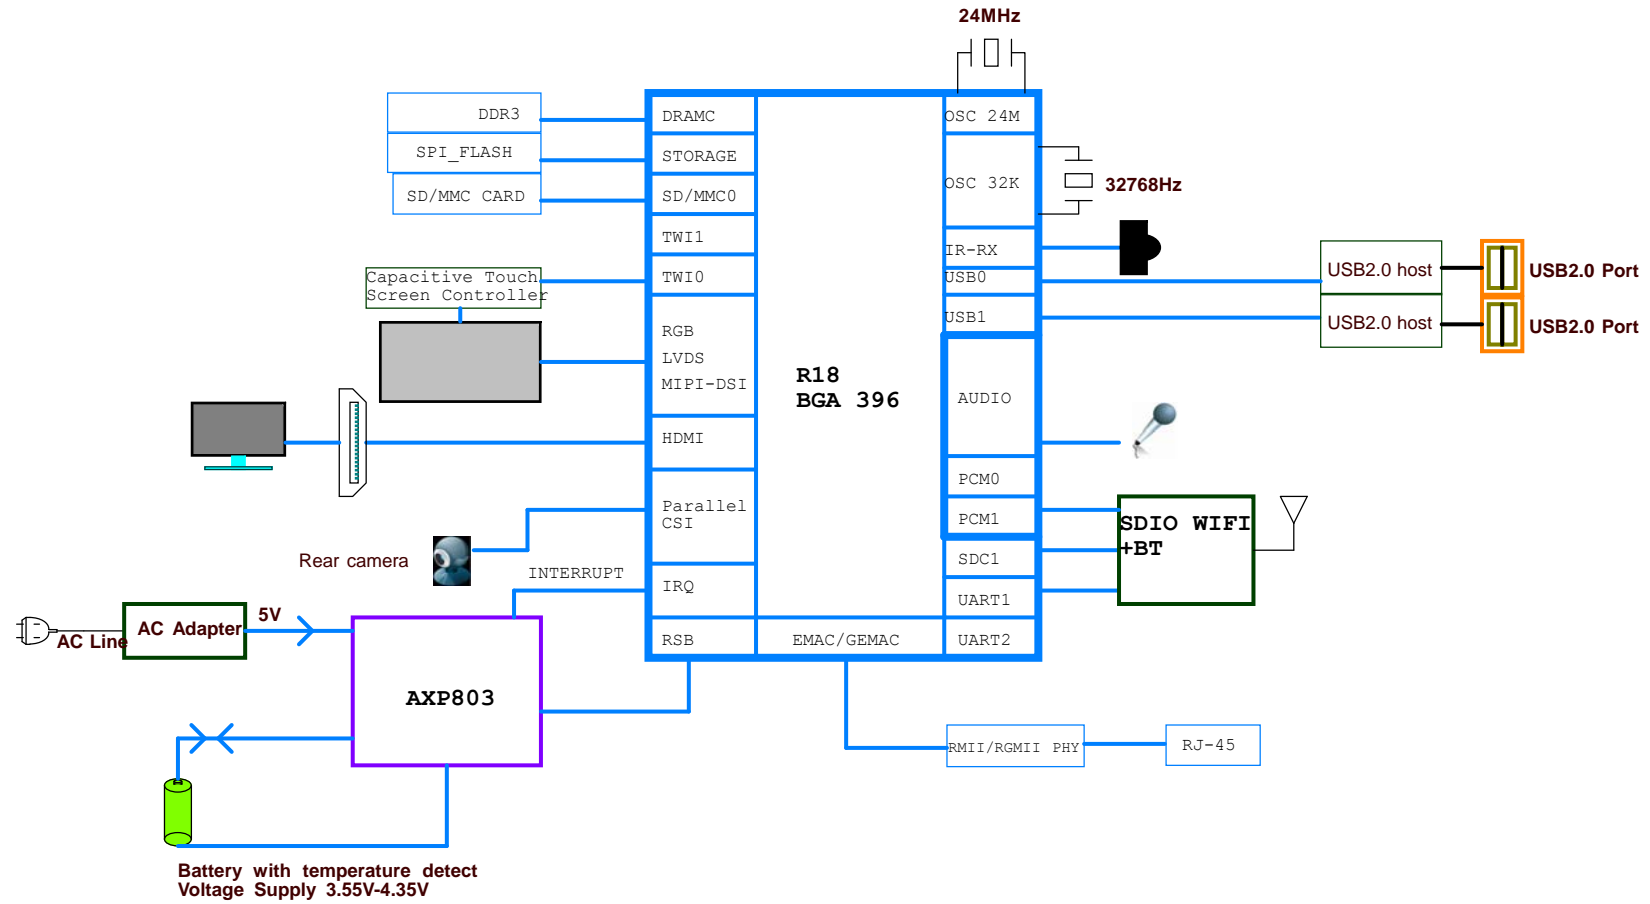 24MHz
DDR3
DRAMC
OSC 24M
SPI_FLASH
STORAGE
SD/MMC CARD
SD/MMC0
OSC 32K
32768Hz
TWI1
IR-RX
Capacitive Touch
Screen Controller
TWI0
USB0
USB2.0 host
USB2.0 Port
USB1
USB2.0 host
USB2.0 Port
RGB
LVDS
MIPI-DSI
R18
BGA 396
AUDIO
HDMI
PCM0
Parallel
CSI
PCM1
SDIO WIFI
+BT
Rear camera
SDC1
INTERRUPT
IRQ
UART1
AC Line
AC Adapter
5V
RSB
EMAC/GEMAC
UART2
AXP803
RMII/RGMII PHY
RJ-45
Battery with temperature detect
Voltage Supply 3.55V-4.35V